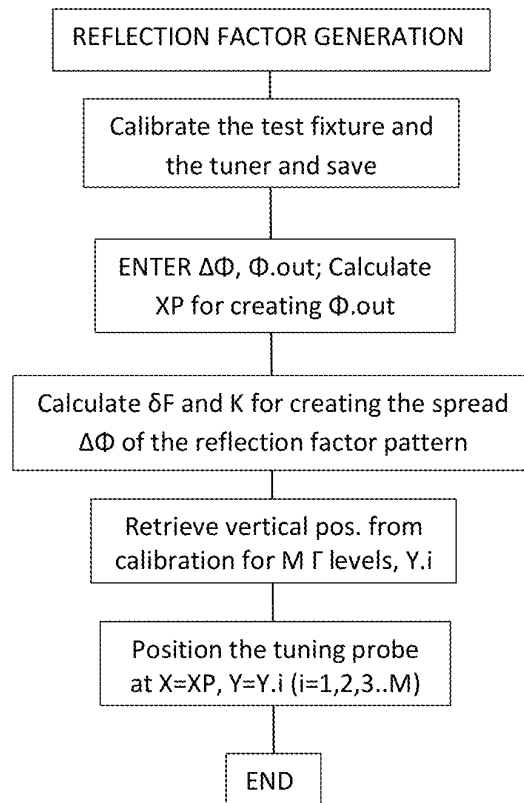 REFLECTION FACTOR GENERATION
Calibrate the test fixture and
the tuner and save
ENTER ΔΦ, Φ.out; Calculate
XP for creating Φ.out
Calculate δF and K for creating the spread
ΔΦ of the reflection factor pattern
Retrieve vertical pos. from
calibration for M Γ levels, Y.i
Position the tuning probe
at X=XP, Y=Y.i (i=1,2,3..M)
END